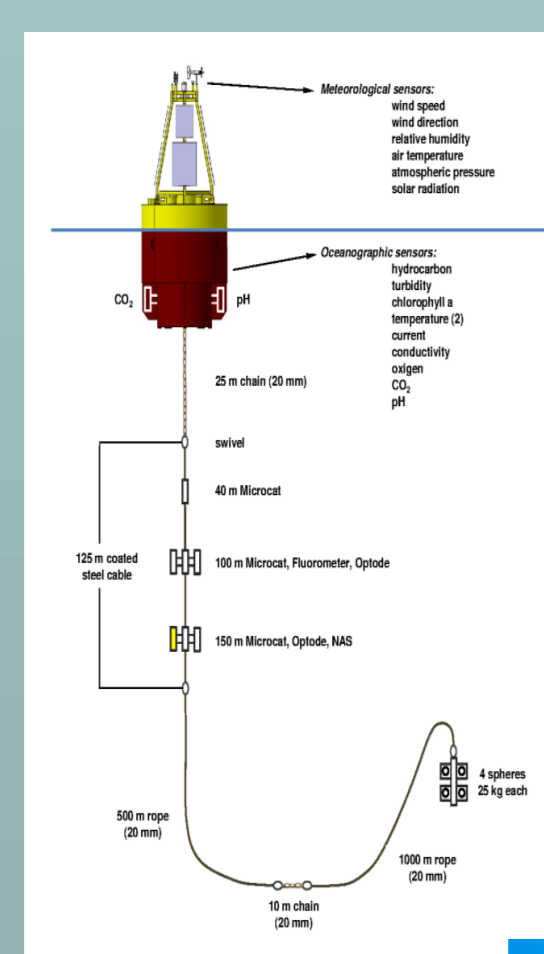 Meteorological sensors:
wind speed
wind direction
relative humidity
air temperature
atmospheric pressure
solar radiation
Oceanographic sensors:
hydrocarbon
turbidity
chlorophyll a
temperature (2)
current
conductivity
oxigen
CO₂
pH
CO₂
pH
25 m chain (20 mm)
swivel
40 m Microcat
125 m coated
steel cable
100 m Microcat, Fluorometer, Optode
150 m Microcat, Optode, NAS
4 spheres
25 kg each
500 m rope
(20 mm)
1000 m rope
(20 mm)
10 m chain
(20 mm)